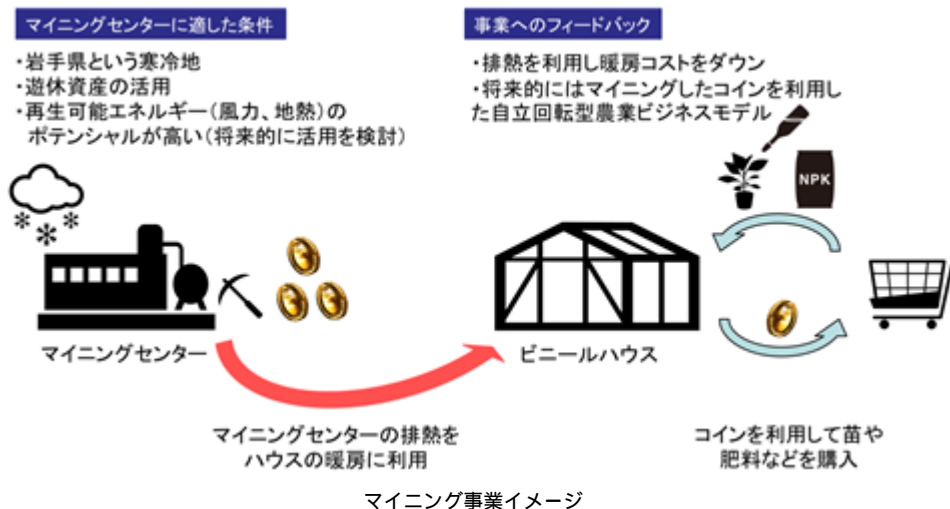 マイニングセンターに適した条件
・岩手県という寒冷地
・遊休資産の活用
・再生可能エネルギー(風力、地熱)の
ポテンシャルが高い(将来的に活用を検討)
事業へのフィードバック
・排熱を利用し暖房コストをダウン
・将来的にはマイニングしたコインを利用し
た自立回転型農業ビジネスモデル
NPK
マイニングセンター
ビニールハウス
マイニングセンターの排熱を
ハウスの暖房に利用
コインを利用して苗や
肥料などを購入
マイニング事業イメージ